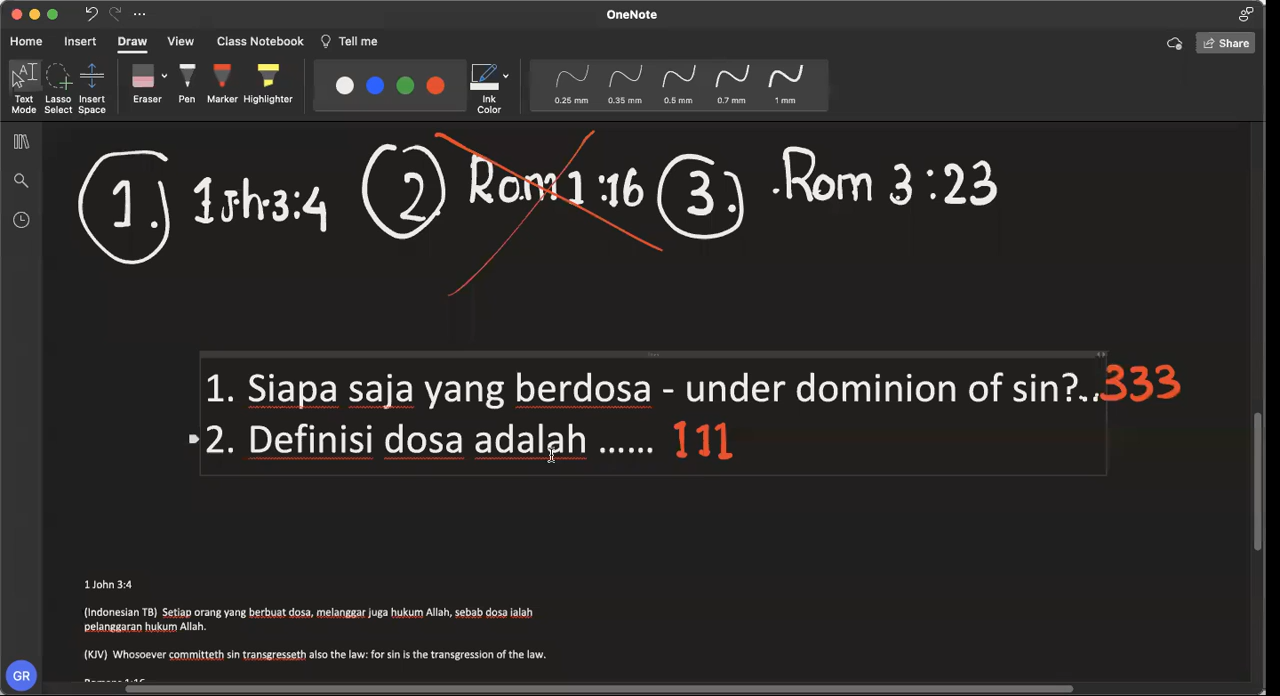 OneNote
Home Insert Draw View Class Notebook Tell me Share
Text Mode Lasso Select Insert Space Eraser Pen Marker Highlighter Ink Color 0.25 mm 0.35 mm 0.5 mm 0.7 mm 1 mm
1. 1Jh.3:4 2. Rom 1:16 3. .Rom 3:23
1. Siapa saja yang berdosa - under dominion of sin?..333
2. Definisi dosa adalah ...... 111
1 John 3:4
(Indonesian TB) Setiap orang yang berbuat dosa, melanggar juga hukum Allah, sebab dosa ialah
pelanggaran hukum Allah.
(KJV) Whosoever committeth sin transgresseth also the law: for sin is the transgression of the law.
Romans 1:16
GR